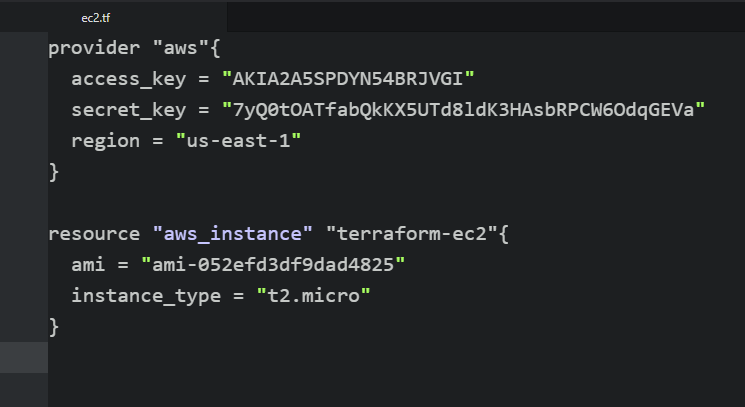 ec2.tf
provider "aws"{
  access_key = "AKIA2A5SPDYN54BRJVGI"
  secret_key = "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"
  region = "us-east-1"
}
resource "aws_instance" "terraform-ec2"{
  ami = "ami-052efd3df9dad4825"
  instance_type = "t2.micro"
}